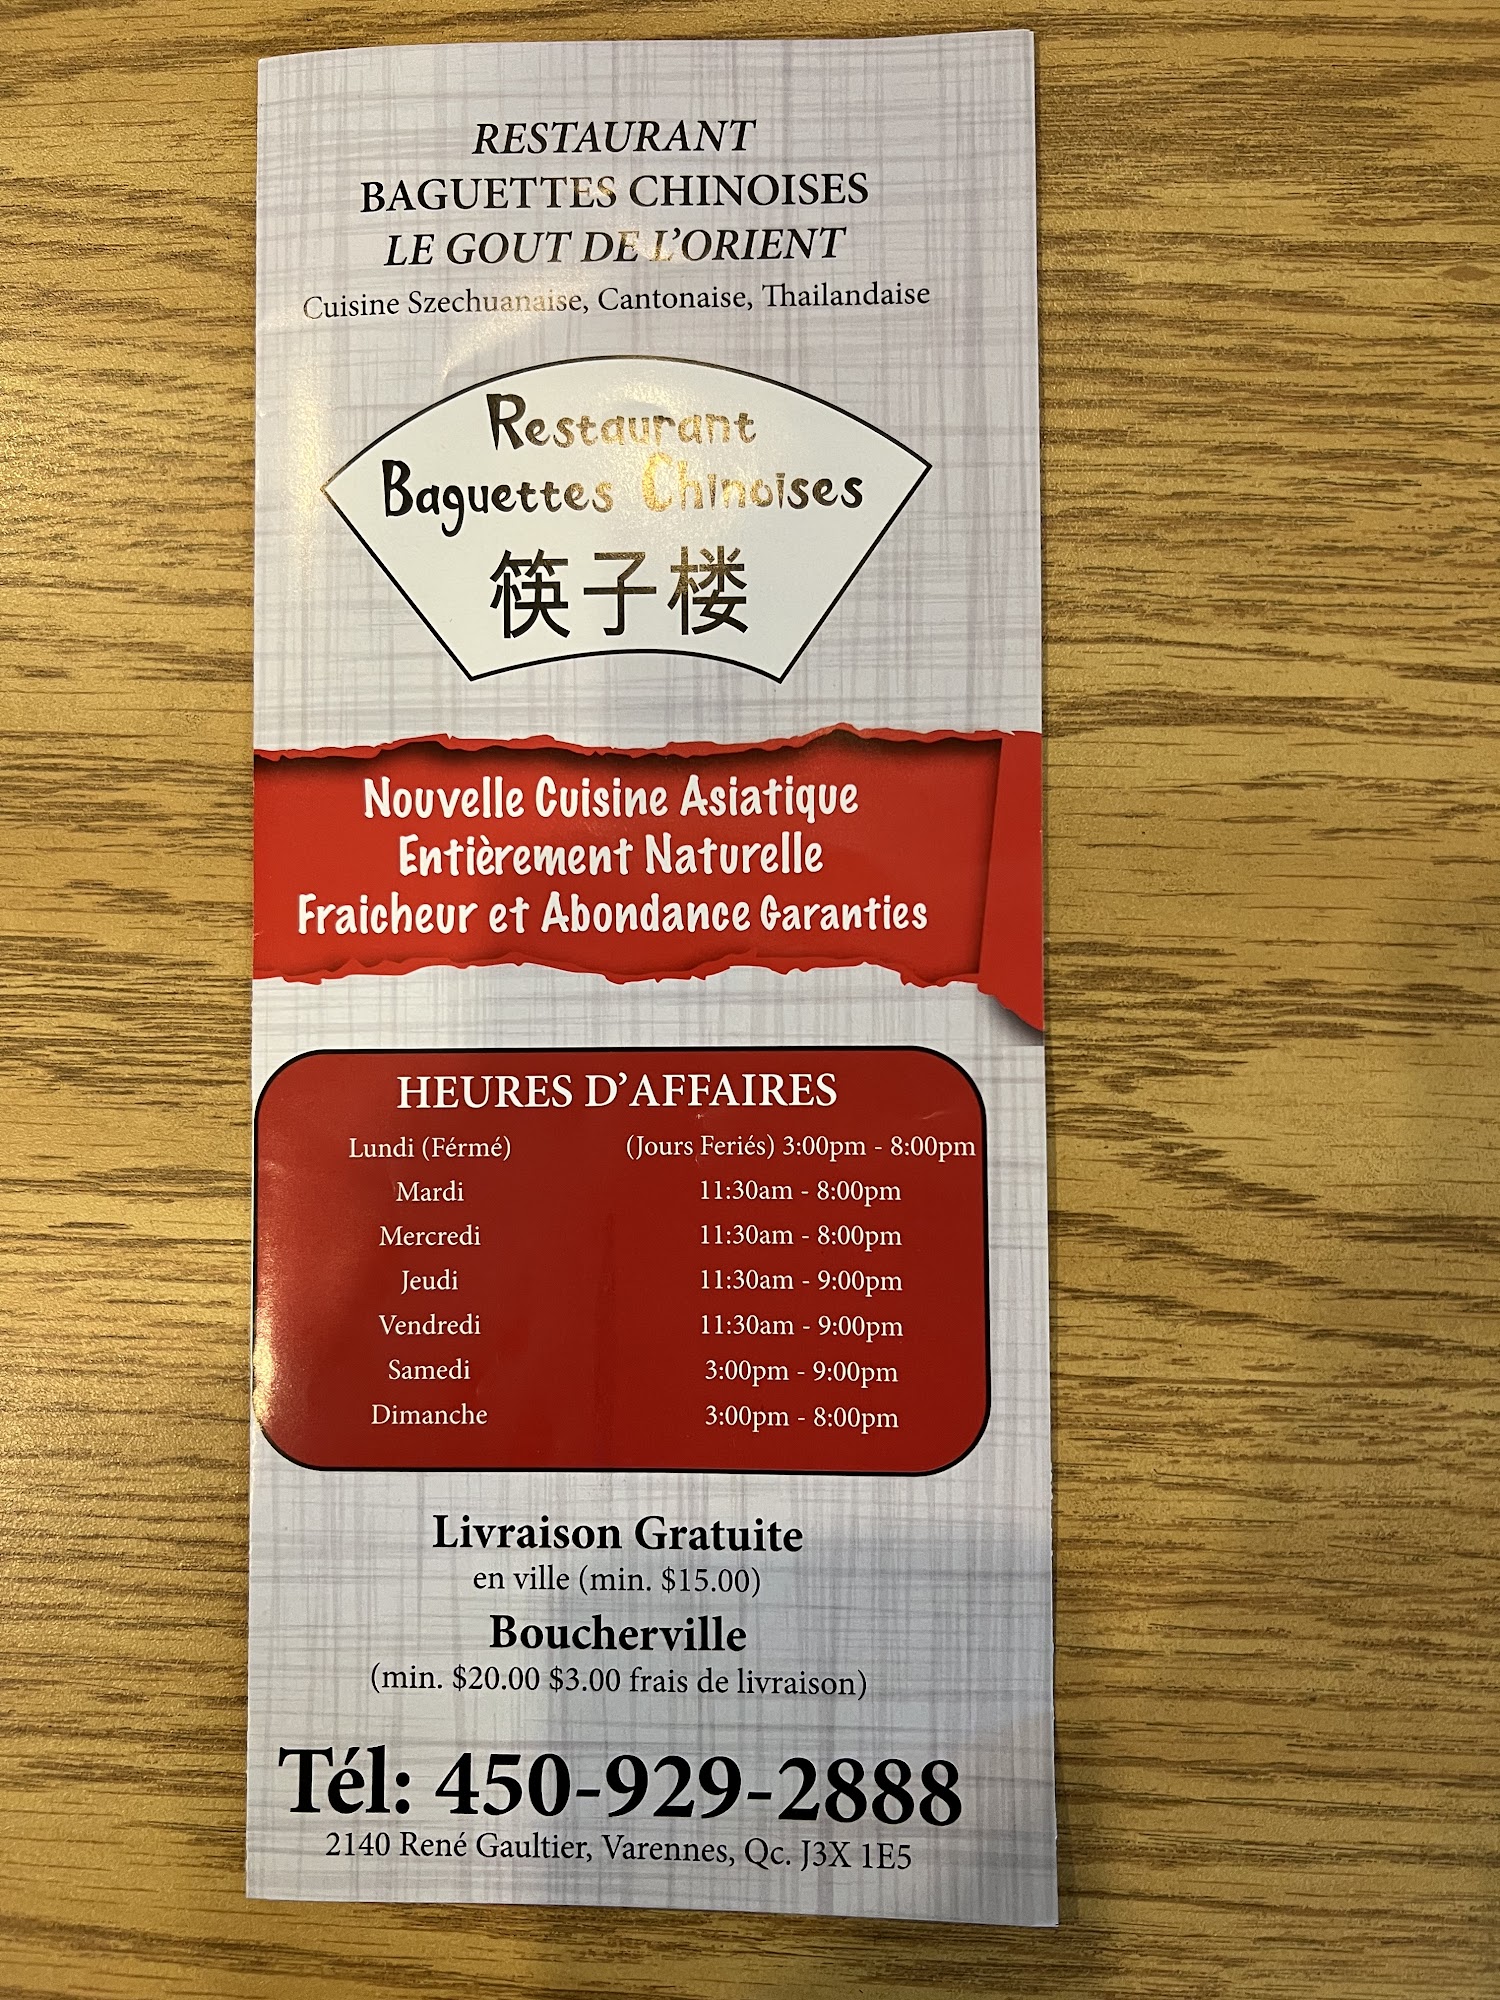 RESTAURANT
BAGUETTES CHINOISES
LE GOUT DE L'ORIENT
Cuisine Szechuanaise, Cantonaise, Thailandaise
Restaurant
Baguettes Chinoises
筷子楼
Nouvelle Cuisine Asiatique
Entièrement Naturelle
Fraicheur et Abondance Garanties
HEURES D'AFFAIRES
Lundi (Férmé) (Jours Feriés) 3:00pm - 8:00pm
Mardi 11:30am - 8:00pm
Mercredi 11:30am - 8:00pm
Jeudi 11:30am - 9:00pm
Vendredi 11:30am - 9:00pm
Samedi 3:00pm - 9:00pm
Dimanche 3:00pm - 8:00pm
Livraison Gratuite
en ville (min. $15.00)
Boucherville
(min. $20.00 $3.00 frais de livraison)
Tél: 450-929-2888
2140 René Gaultier, Varennes, Qc. J3X 1E5